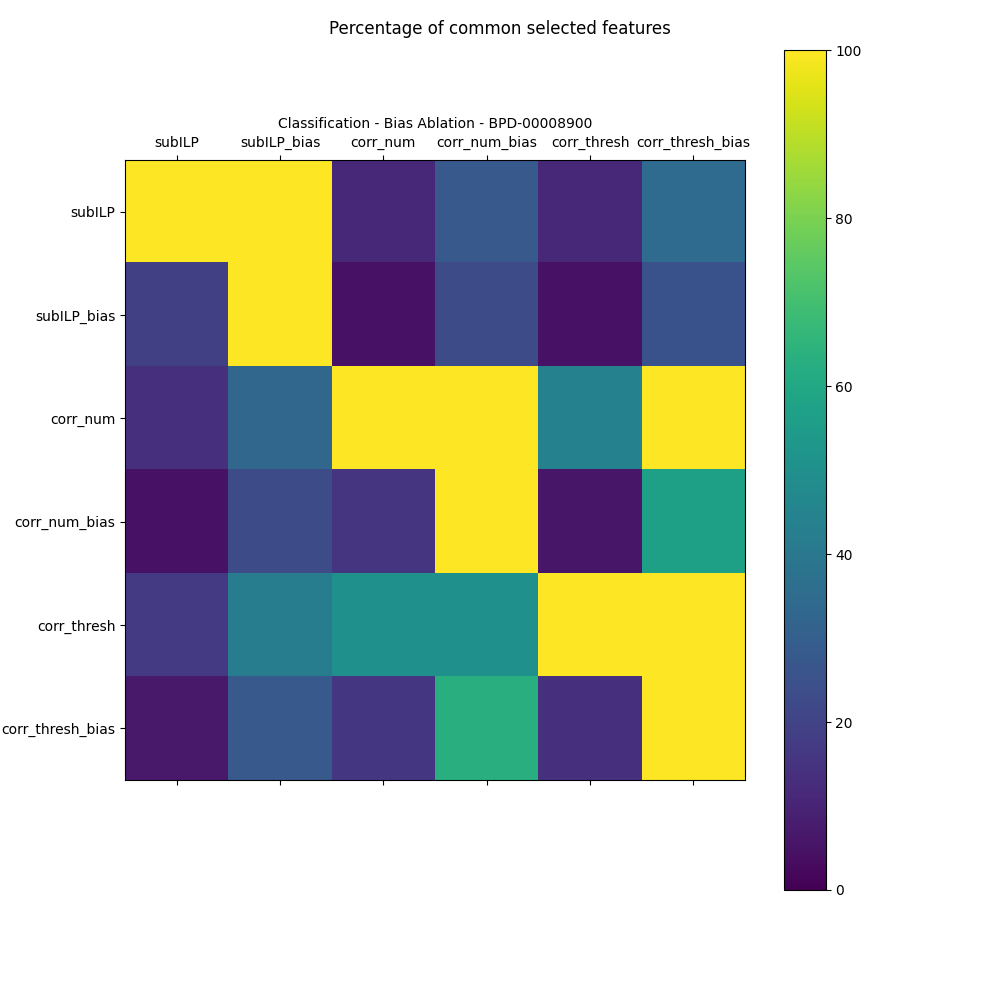 Percentage of common selected features
Classification - Bias Ablation - BPD-00008900
subILP subILP_bias corr_num corr_num_bias corr_thresh corr_thresh_bias
subILP
subILP_bias
corr_num
corr_num_bias
corr_thresh
corr_thresh_bias
100
80
60
40
20
0